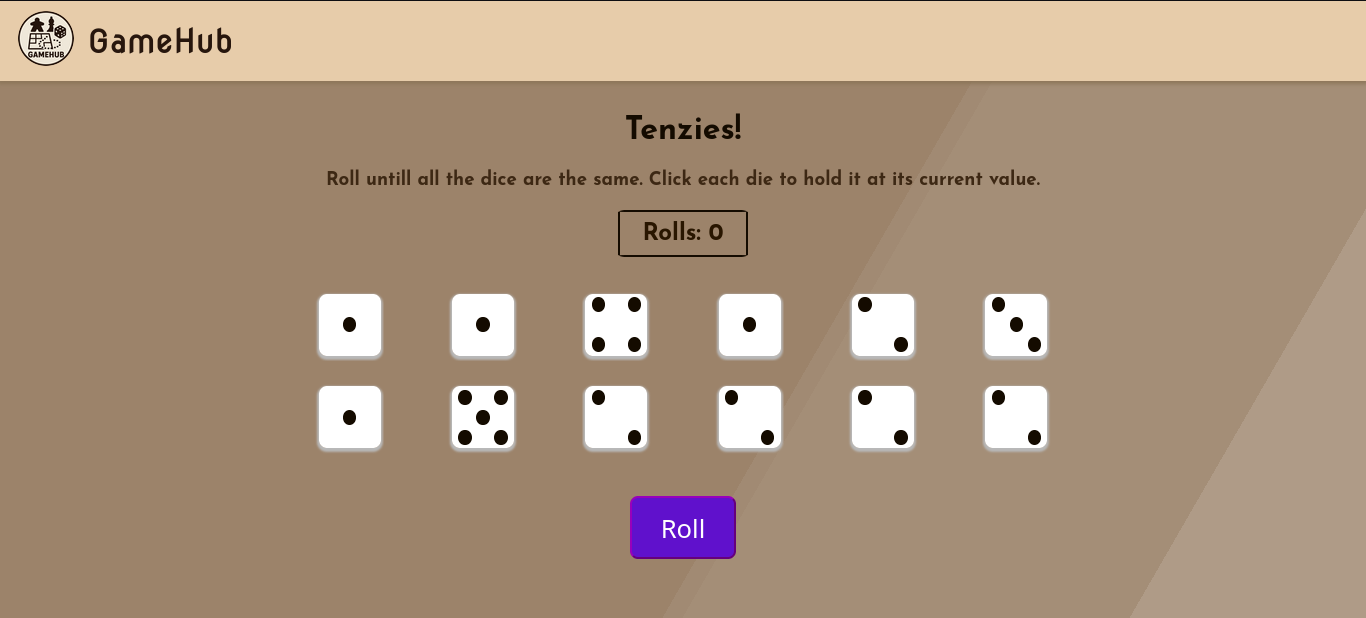 GAMEHUB
GameHub
Tenzies!
Roll untill all the dice are the same. Click each die to hold it at its current value.
Rolls: 0
Roll